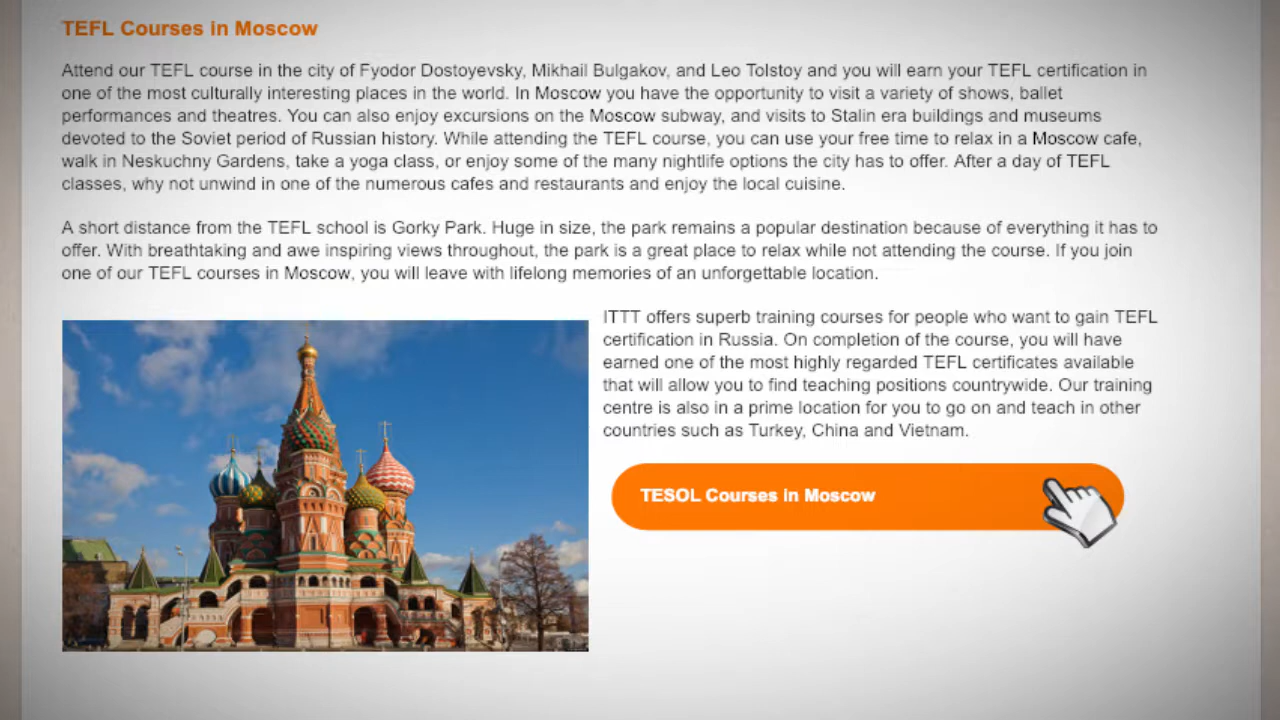 TEFL Courses in Moscow
Attend our TEFL course in the city of Fyodor Dostoyevsky, Mikhail Bulgakov, and Leo Tolstoy and you will earn your TEFL certification in
one of the most culturally interesting places in the world. In Moscow you have the opportunity to visit a variety of shows, ballet
performances and theatres. You can also enjoy excursions on the Moscow subway, and visits to Stalin era buildings and museums
devoted to the Soviet period of Russian history. While attending the TEFL course, you can use your free time to relax in a Moscow cafe,
walk in Neskuchny Gardens, take a yoga class, or enjoy some of the many nightlife options the city has to offer. After a day of TEFL
classes, why not unwind in one of the numerous cafes and restaurants and enjoy the local cuisine.
A short distance from the TEFL school is Gorky Park. Huge in size, the park remains a popular destination because of everything it has to
offer. With breathtaking and awe inspiring views throughout, the park is a great place to relax while not attending the course. If you join
one of our TEFL courses in Moscow, you will leave with lifelong memories of an unforgettable location.
ITTT offers superb training courses for people who want to gain TEFL
certification in Russia. On completion of the course, you will have
earned one of the most highly regarded TEFL certificates available
that will allow you to find teaching positions countrywide. Our training
centre is also in a prime location for you to go on and teach in other
countries such as Turkey, China and Vietnam.
TESOL Courses in Moscow